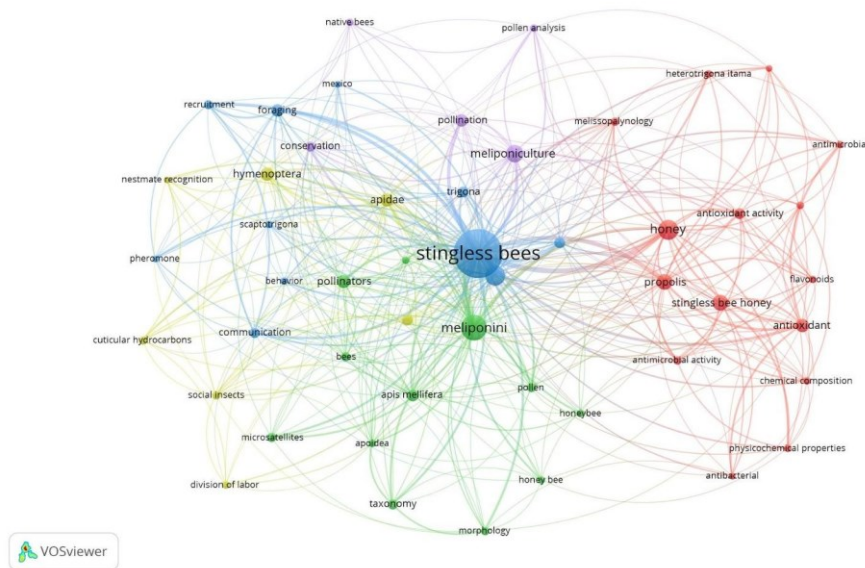 native bees
pollen analysis
heterotrigona itama
mexico
recruitment
foraging
pollination
melissopalynology
conservation
meliponiculture
antimicrobia
hymenoptera
nestmate recognition
trigona
apidae
antioxidant activity
scaptotrigona
honey
stingless bees
pheromone
behavior
pollinators
propolis
flavonoids
stingless bee honey
communication
meliponini
antioxidant
cuticular hydrocarbons
bees
antimicrobial activity
chemical composition
social insects
apis mellifera
pollen
honeybee
microsatellites
apoidea
physicochemical properties
honey bee
antibacterial
division of labor
taxonomy
morphology
VOSviewer